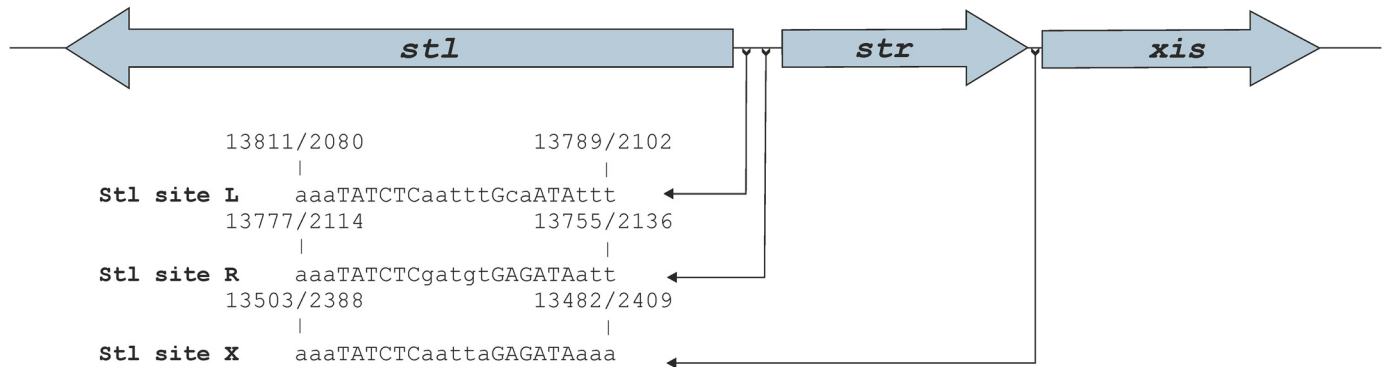 stl str xis
13811/2080 13789/2102
Stl site L aaaTATCTCaatttGcaATAttt
13777/2114 13755/2136
Stl site R aaaTATCTCgatgtGAGATAatt
13503/2388 13482/2409
Stl site X aaaTATCTCaattaGAGATAaaa